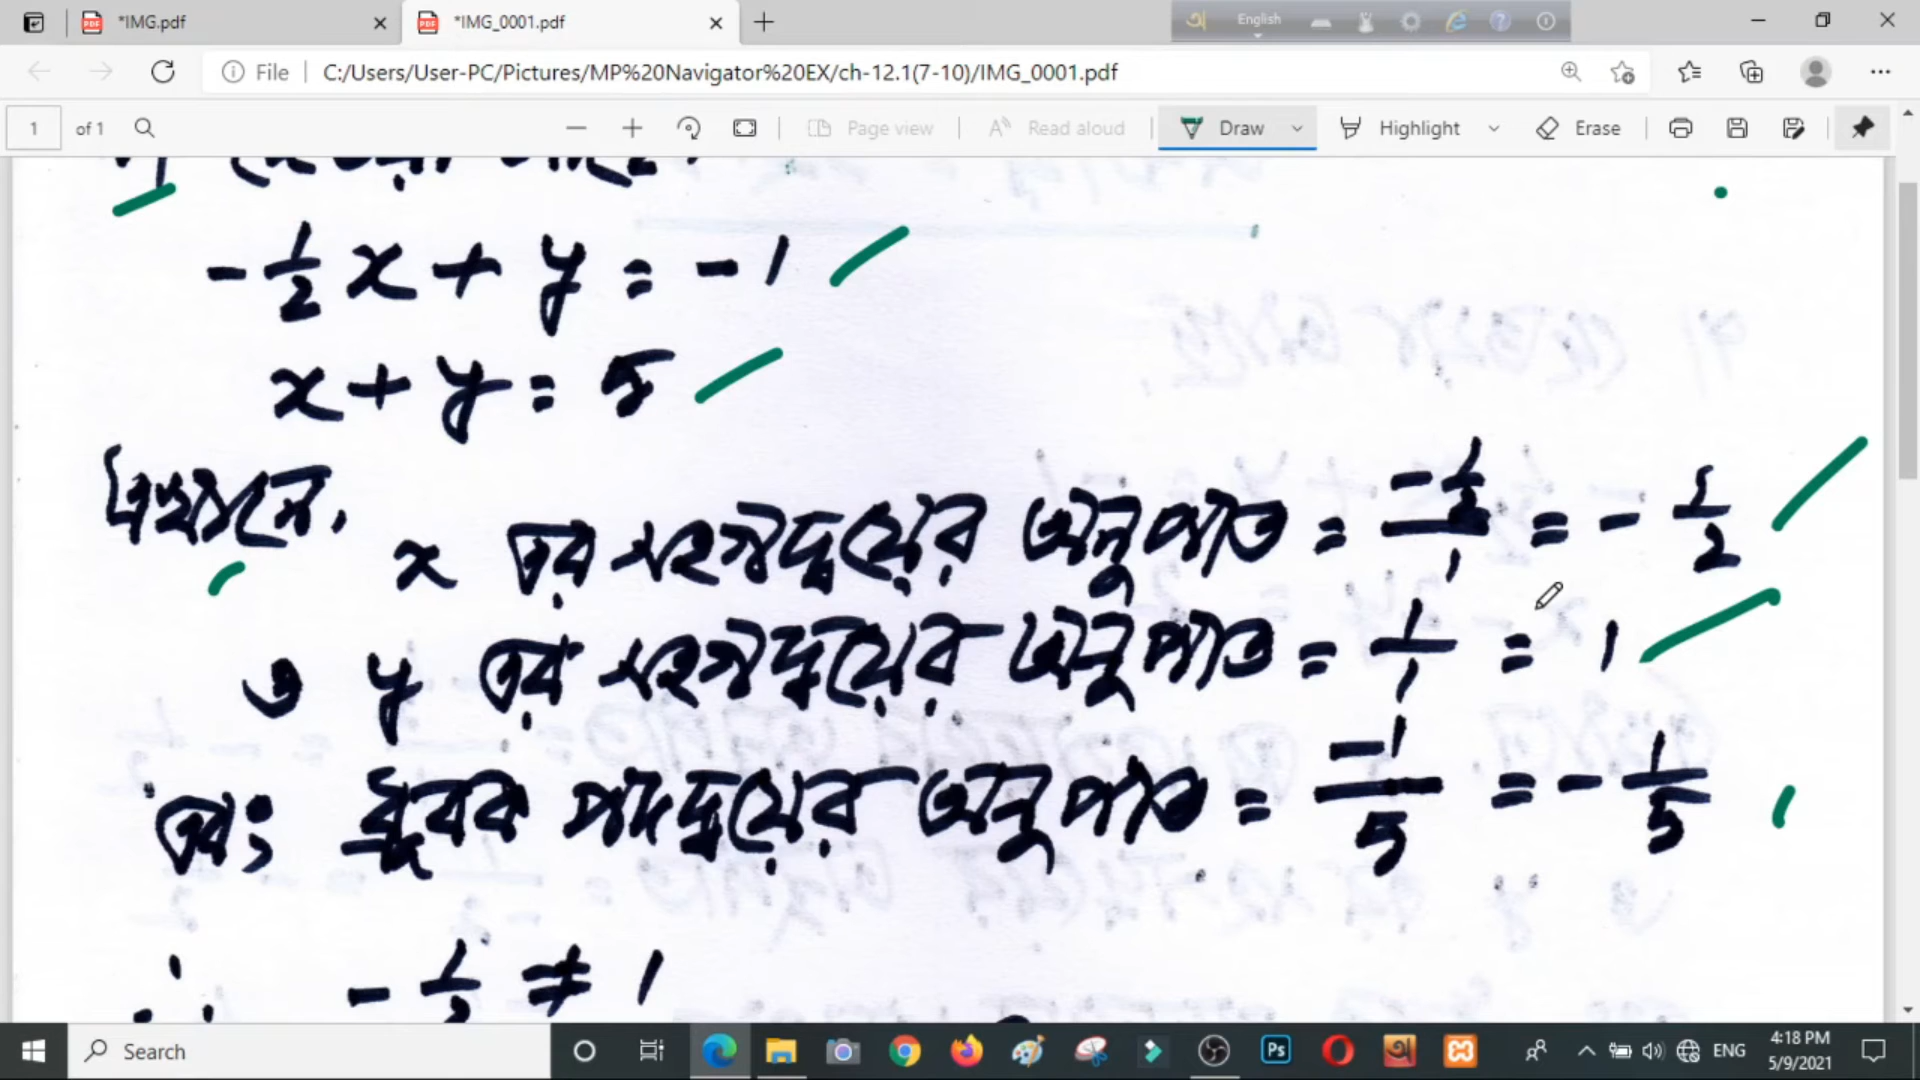 *IMG.pdf
*IMG_0001.pdf
English
File
C:/Users/User-PC/Pictures/MP%20Navigator%20EX/ch-12.1(7-10)/IMG_0001.pdf
1 of 1
Page view
Read aloud
Draw
Highlight
Erase
-1/2 x + y = -1
x + y = 5
এখানে,
x এর সহগদ্বয়ের অনুপাত = (-1/2)/1 = -1/2
ও y এর সহগদ্বয়ের অনুপাত = 1/1 = 1
এবং ধ্রুবক পদদ্বয়ের অনুপাত = -1/5 = -1/5
∴ -1/2 ≠ 1
Search
ENG
4:18 PM
5/9/2021